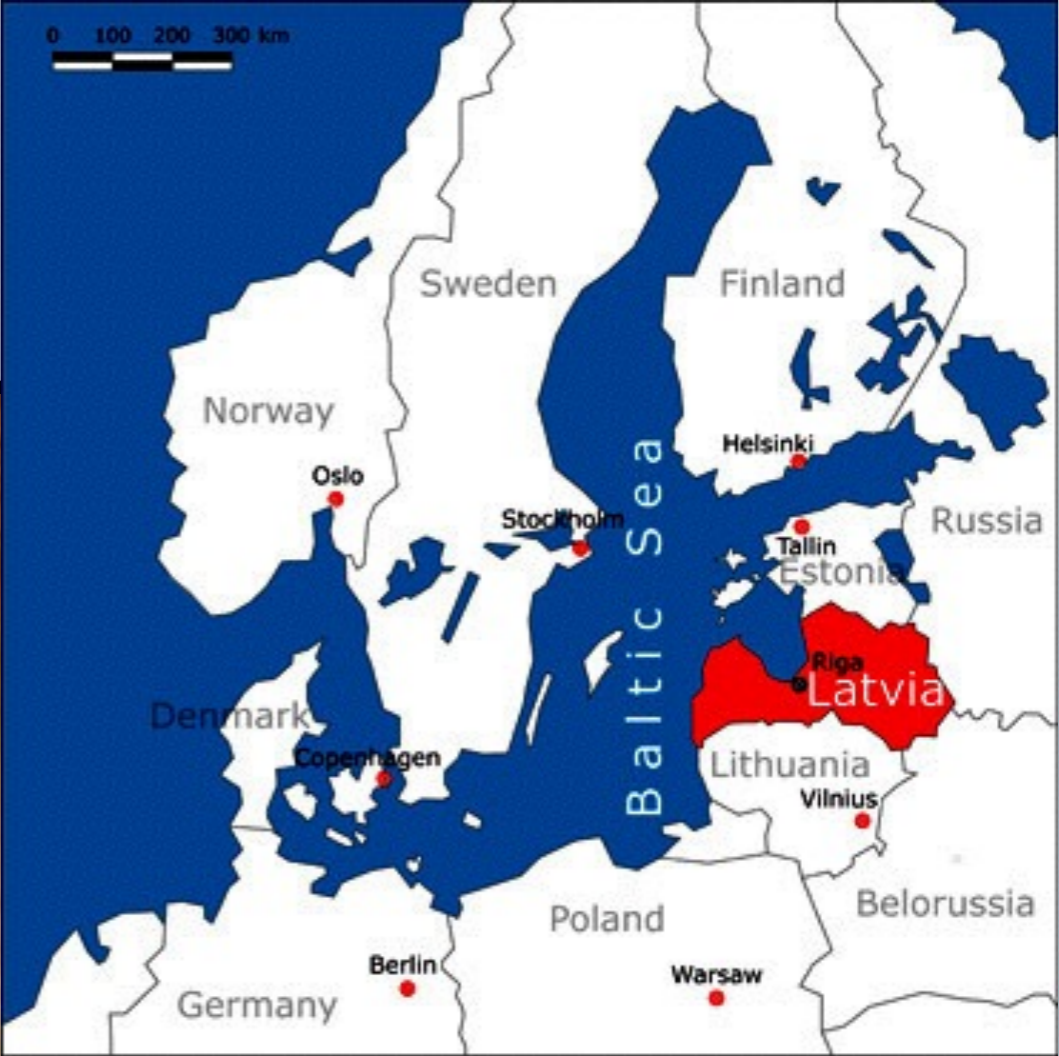 0 100 200 300 km
Sweden
Finland
Norway
Helsinki
Oslo
Stockholm
Russia
Tallin
Estonia
Baltic Sea
Riga
Latvia
Denmark
Copenhagen
Lithuania
Vilnius
Belorussia
Poland
Berlin
Warsaw
Germany